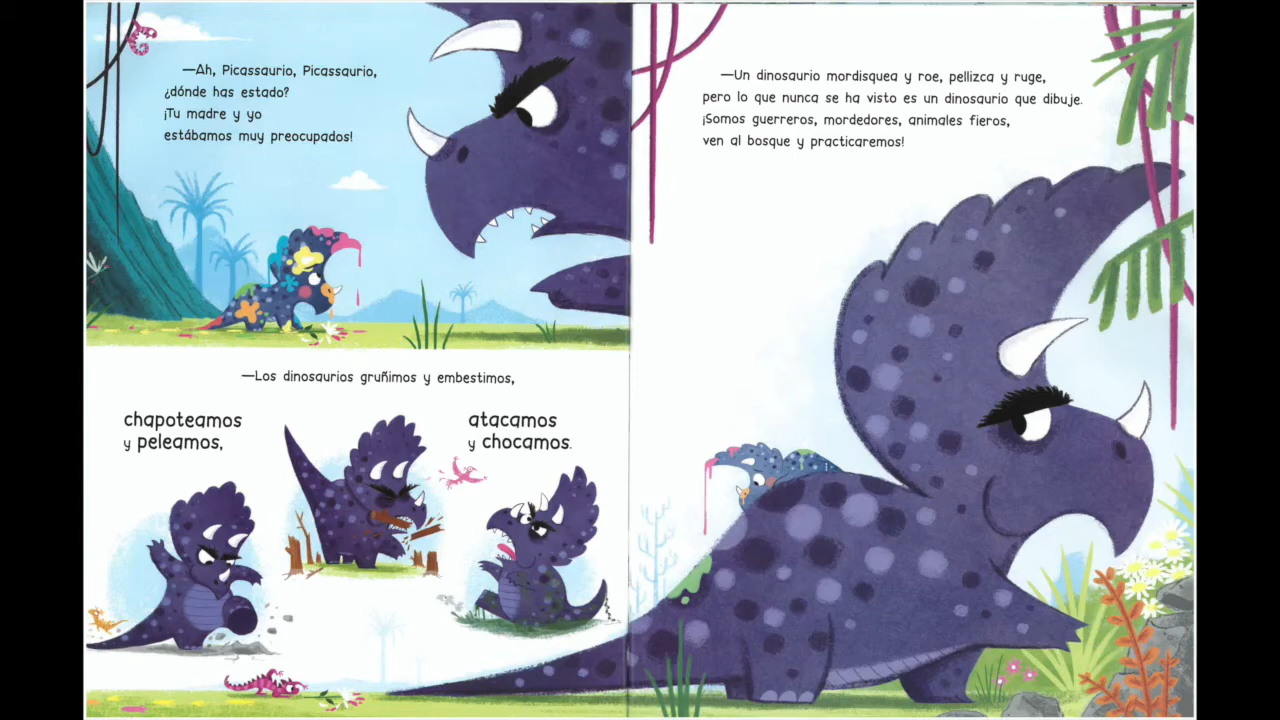 —Ah, Picassaurio, Picassaurio,
¿dónde has estado?
¡Tu madre y yo
estábamos muy preocupados!
—Los dinosaurios gruñimos y embestimos,
chapoteamos
y peleamos,
atacamos
y chocamos.
—Un dinosaurio mordisquea y roe, pellizca y ruge,
pero lo que nunca se ha visto es un dinosaurio que dibuje.
¡Somos guerreros, mordedores, animales fieros,
ven al bosque y practicaremos!